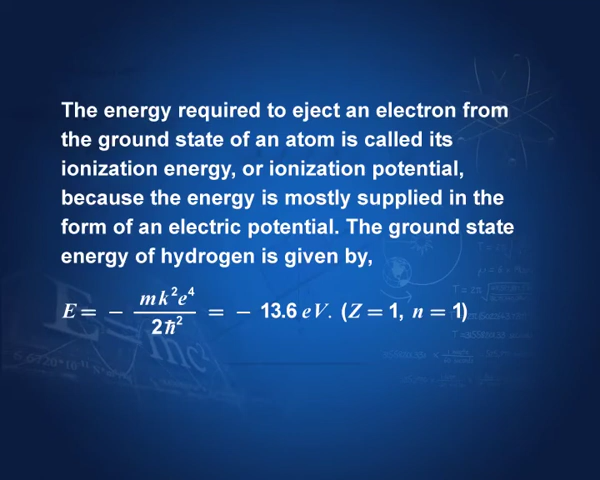 The energy required to eject an electron from
the ground state of an atom is called its
ionization energy, or ionization potential,
because the energy is mostly supplied in the
form of an electric potential. The ground state
energy of hydrogen is given by,
E = − mk²e⁴ / 2ħ² = − 13.6 eV. (Z = 1, n = 1)
E=mc²